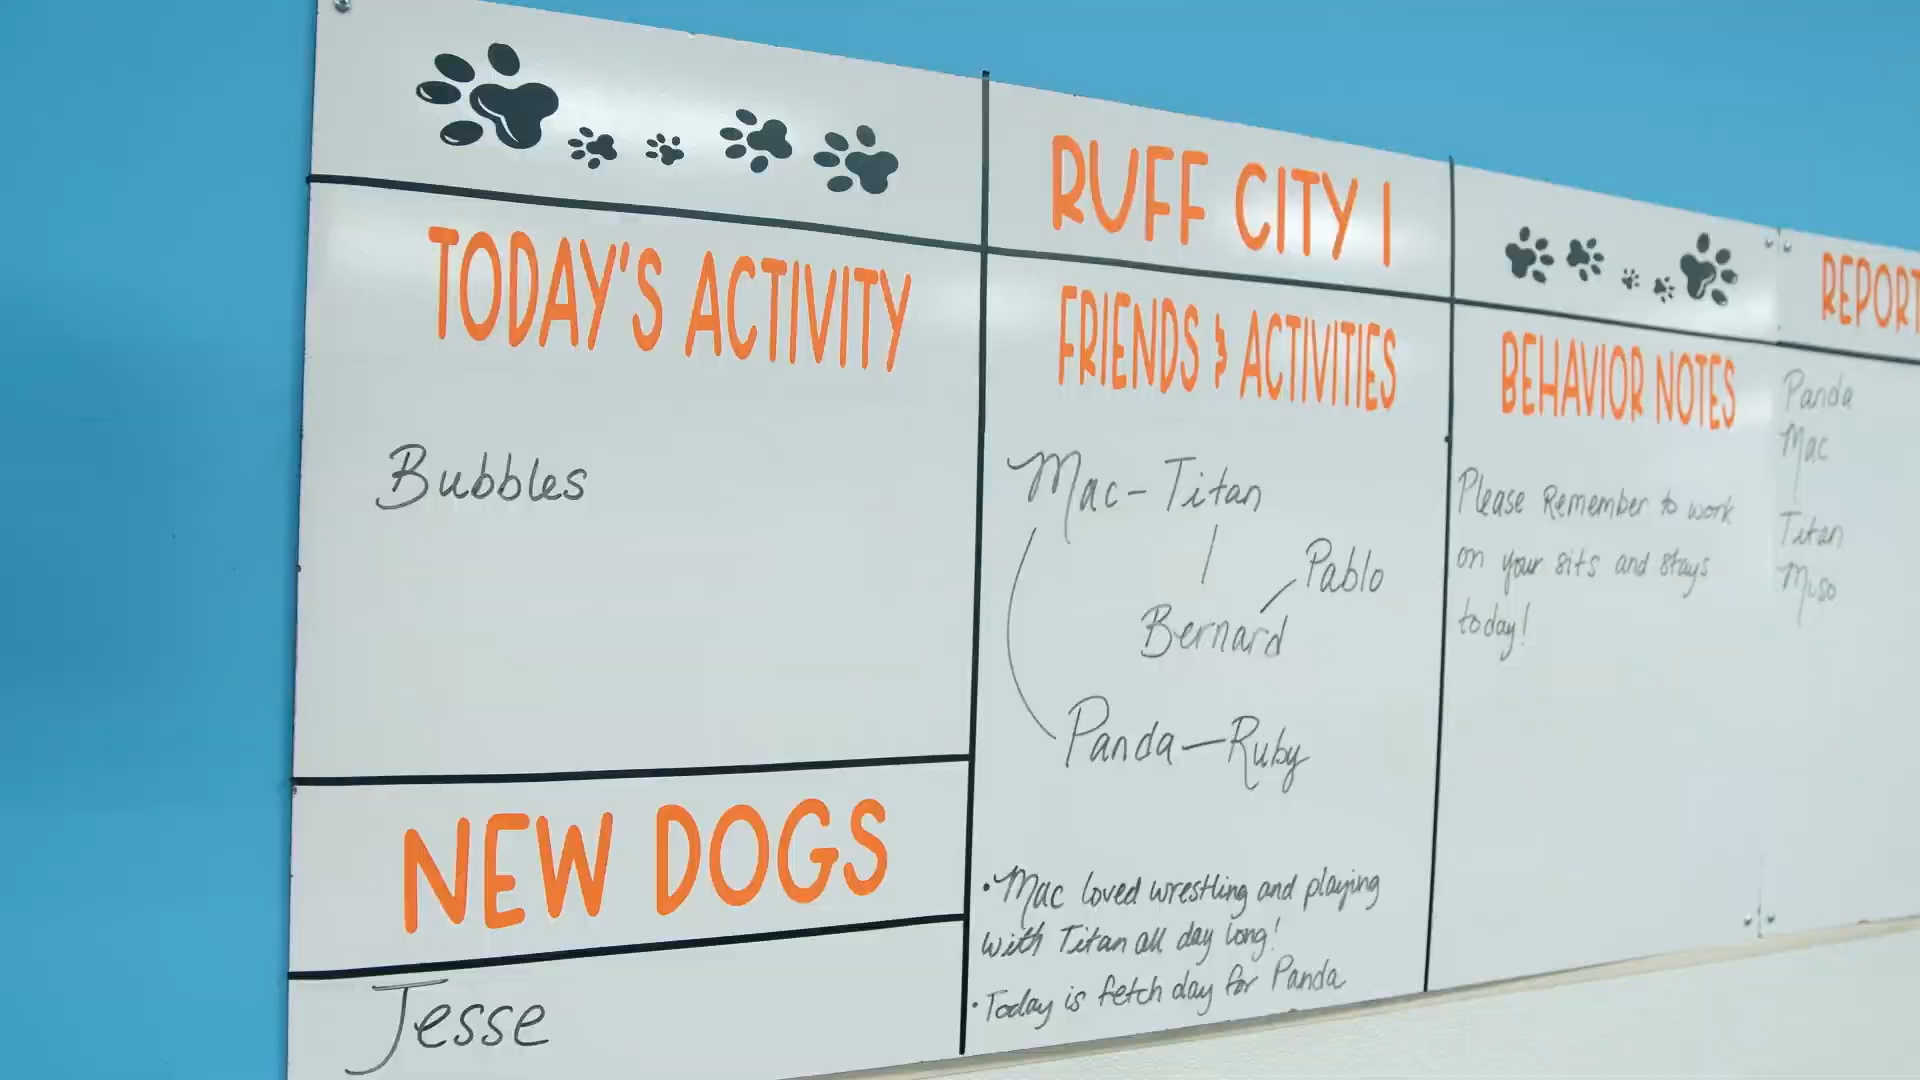 TODAY'S ACTIVITY
Bubbles
NEW DOGS
Jesse
RUFF CITY 1
FRIENDS & ACTIVITIES
Mac - Titan
Pablo
Bernard
Panda - Ruby
• Mac loved wrestling and playing
with Titan all day long!
• Today is fetch day for Panda
BEHAVIOR NOTES
Please Remember to work
on your sits and stays
today!
REPORT
Panda
Mac
Titan
Miso